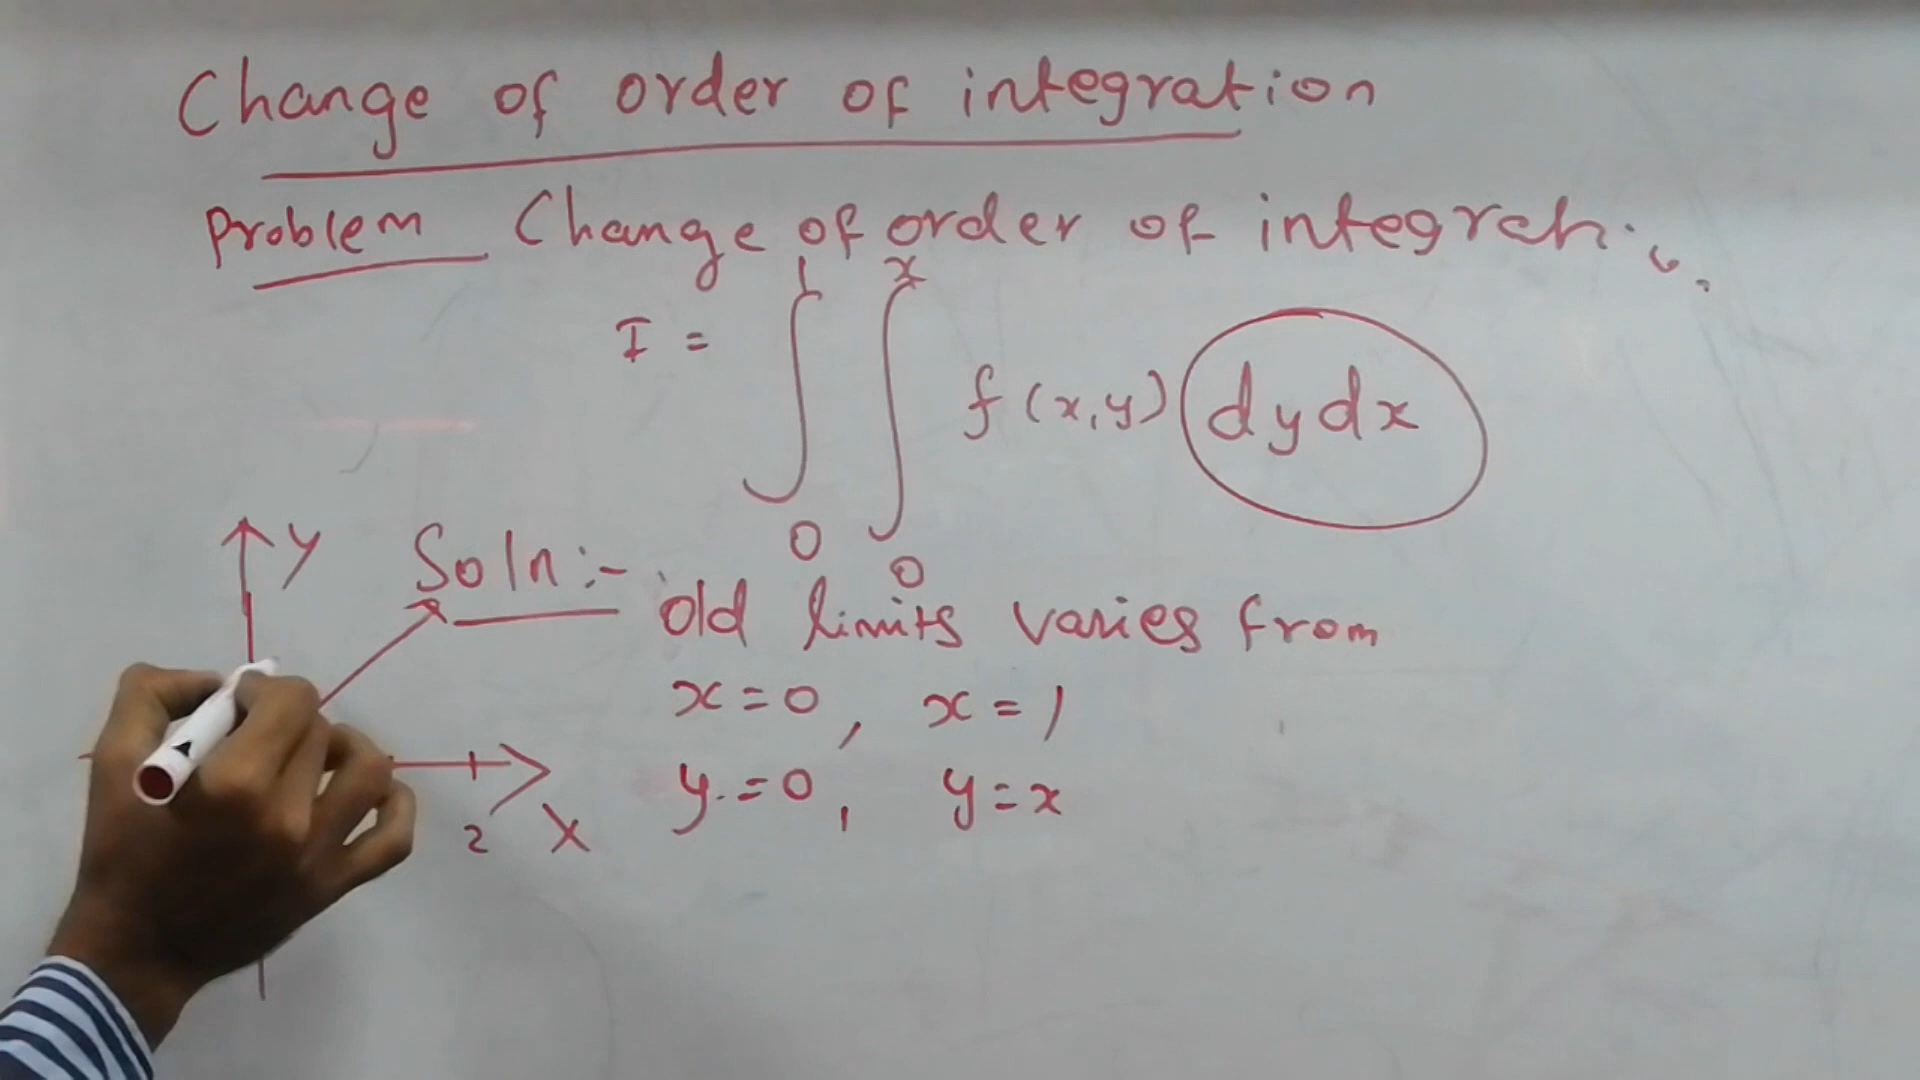 Change of order of integration
Problem Change of order of integrati..
I = ∫₀¹ ∫₀ˣ f(x,y) dydx
y
Soln:-
old limits varies from
x=0, x=1
y=0, y=x
2
X